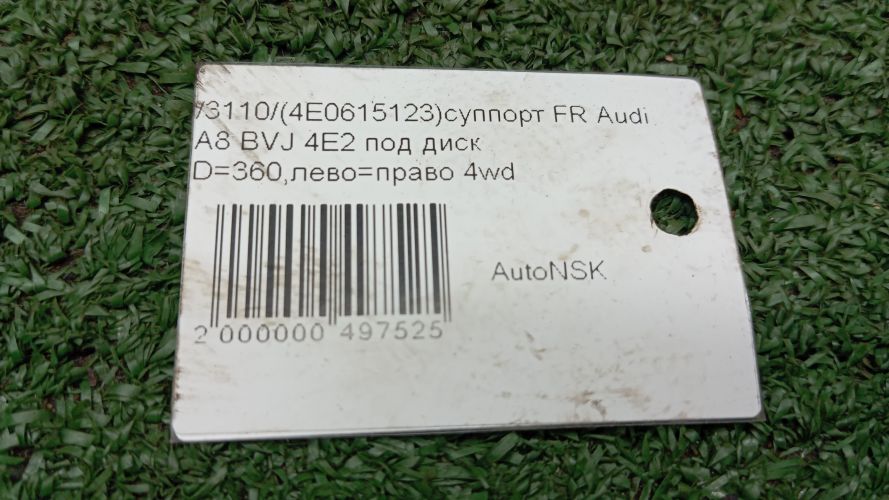 /3110/(4E0615123)суппорт FR Audi
A8 BVJ 4E2 под диск
D=360,лево=право 4wd
AutoNSK
2 000000 497525